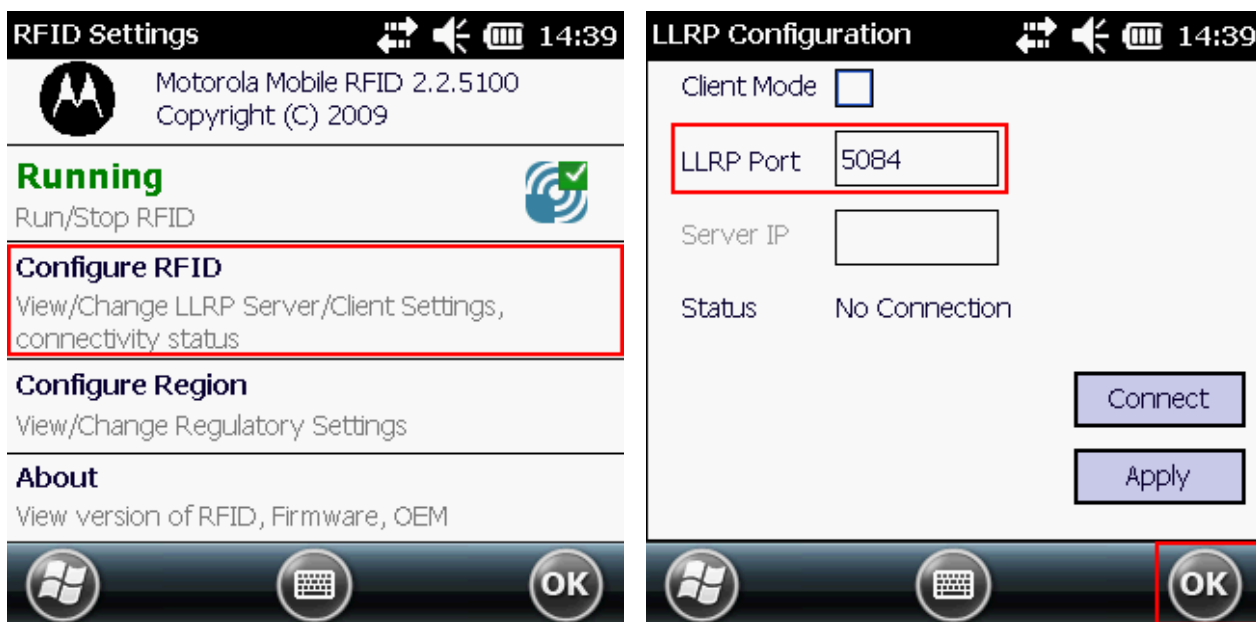 RFID Settings 14:39
Motorola Mobile RFID 2.2.5100
Copyright (C) 2009
Running
Run/Stop RFID
Configure RFID
View/Change LLRP Server/Client Settings,
connectivity status
Configure Region
View/Change Regulatory Settings
About
View version of RFID, Firmware, OEM
OK
LLRP Configuration 14:39
Client Mode
LLRP Port 5084
Server IP
Status No Connection
Connect
Apply
OK